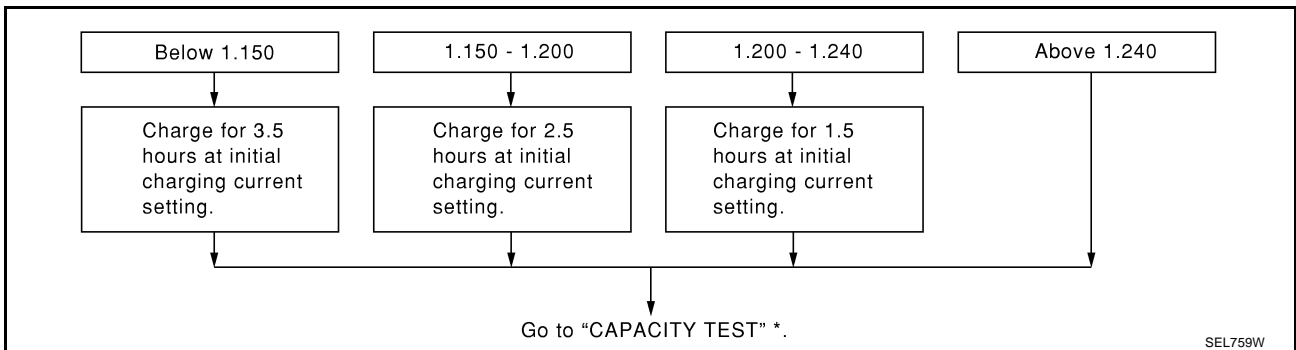 Below 1.150
1.150 - 1.200
1.200 - 1.240
Above 1.240
Charge for 3.5
hours at initial
charging current
setting.
Charge for 2.5
hours at initial
charging current
setting.
Charge for 1.5
hours at initial
charging current
setting.
Go to “CAPACITY TEST” *.
SEL759W